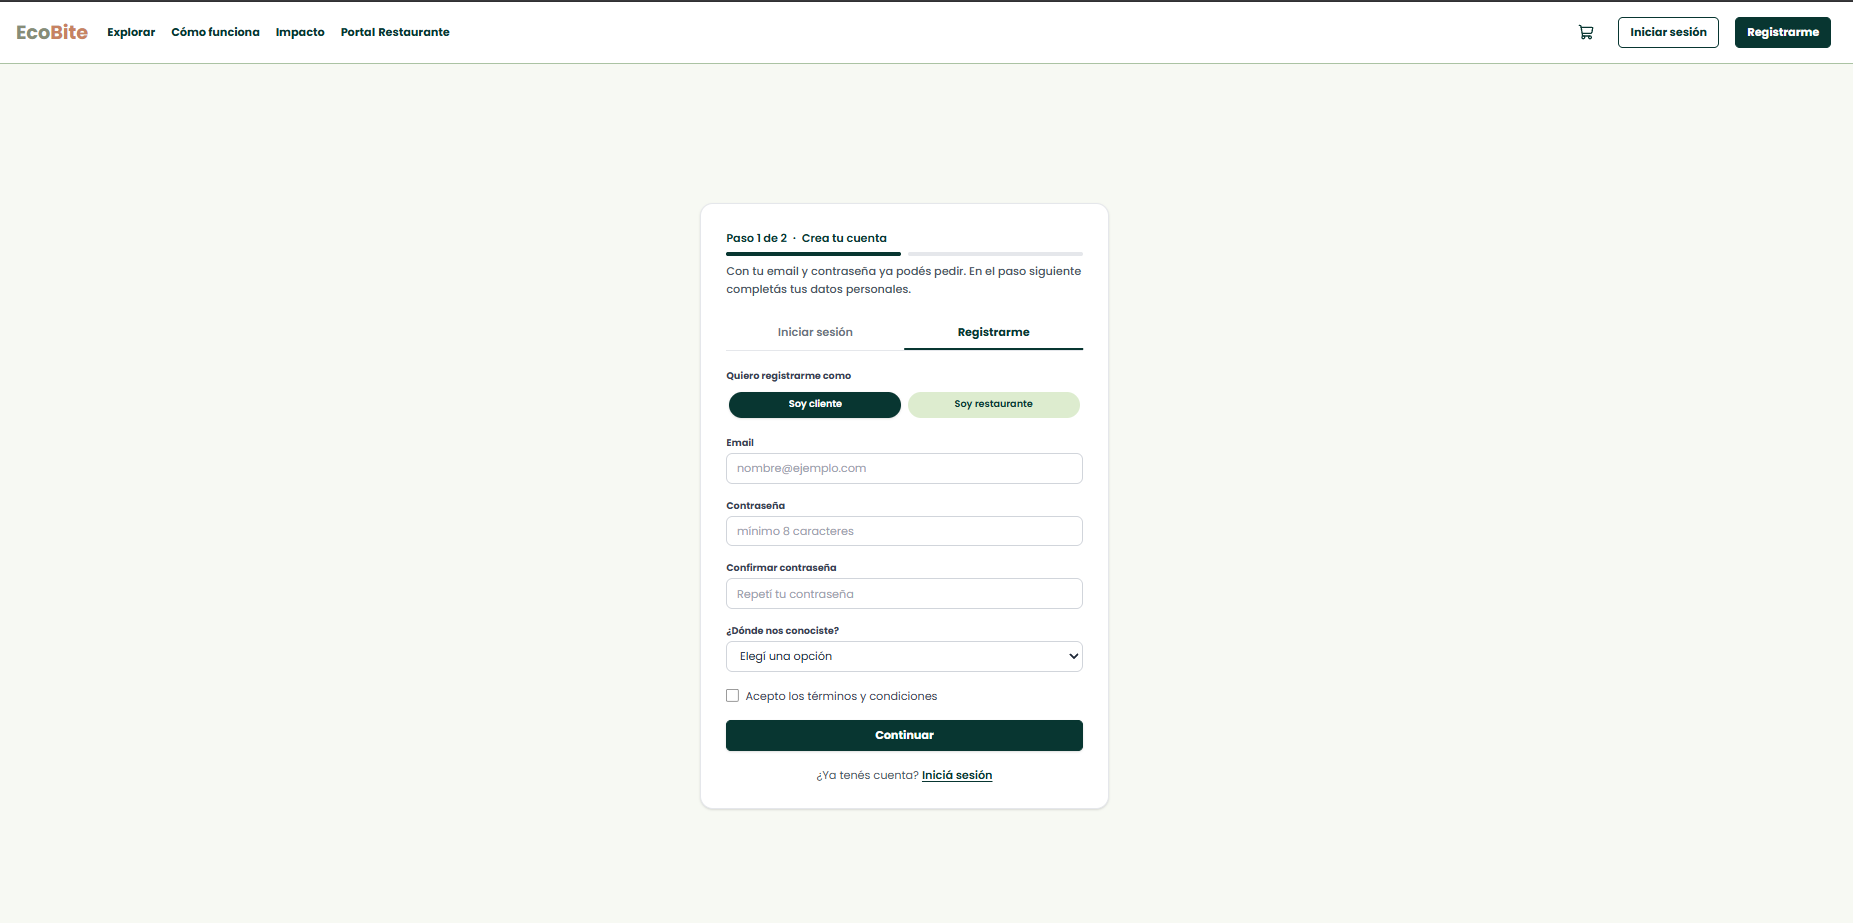 EcoBite Explorar Cómo funciona Impacto Portal Restaurante Iniciar sesión Registrarme
Paso 1 de 2 · Crea tu cuenta
Con tu email y contraseña ya podés pedir. En el paso siguiente
completás tus datos personales.
Iniciar sesión Registrarme
Quiero registrarme como
Soy cliente Soy restaurante
Email
nombre@ejemplo.com
Contraseña
mínimo 8 caracteres
Confirmar contraseña
Repetí tu contraseña
¿Dónde nos conociste?
Elegí una opción
Acepto los términos y condiciones
Continuar
¿Ya tenés cuenta? Iniciá sesión